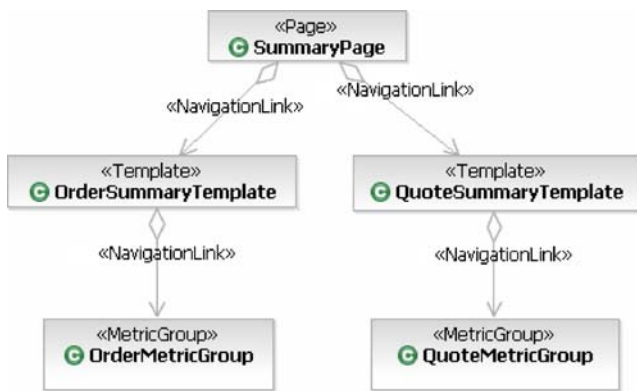 «Page»
SummaryPage
«NavigationLink»
«NavigationLink»
«Template»
OrderSummaryTemplate
«Template»
QuoteSummaryTemplate
«NavigationLink»
«NavigationLink»
«MetricGroup»
OrderMetricGroup
«MetricGroup»
QuoteMetricGroup